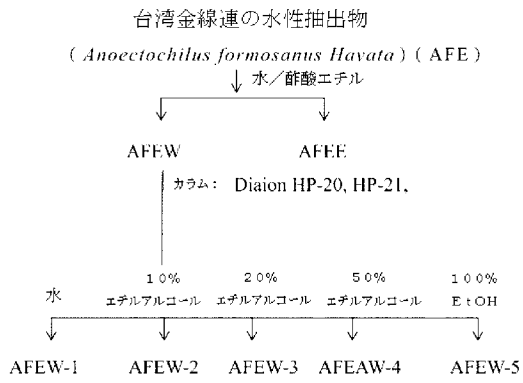 台湾金線連の水性抽出物
(Anoectochilus formosanus Havata)(AFE)
水/酢酸エチル
AFEW AFEE
カラム: Diaion HP-20, HP-21,
水 10% 20% 50% 100%
エチルアルコール エチルアルコール エチルアルコール EtOH
AFEW-1 AFEW-2 AFEW-3 AFEAW-4 AFEW-5